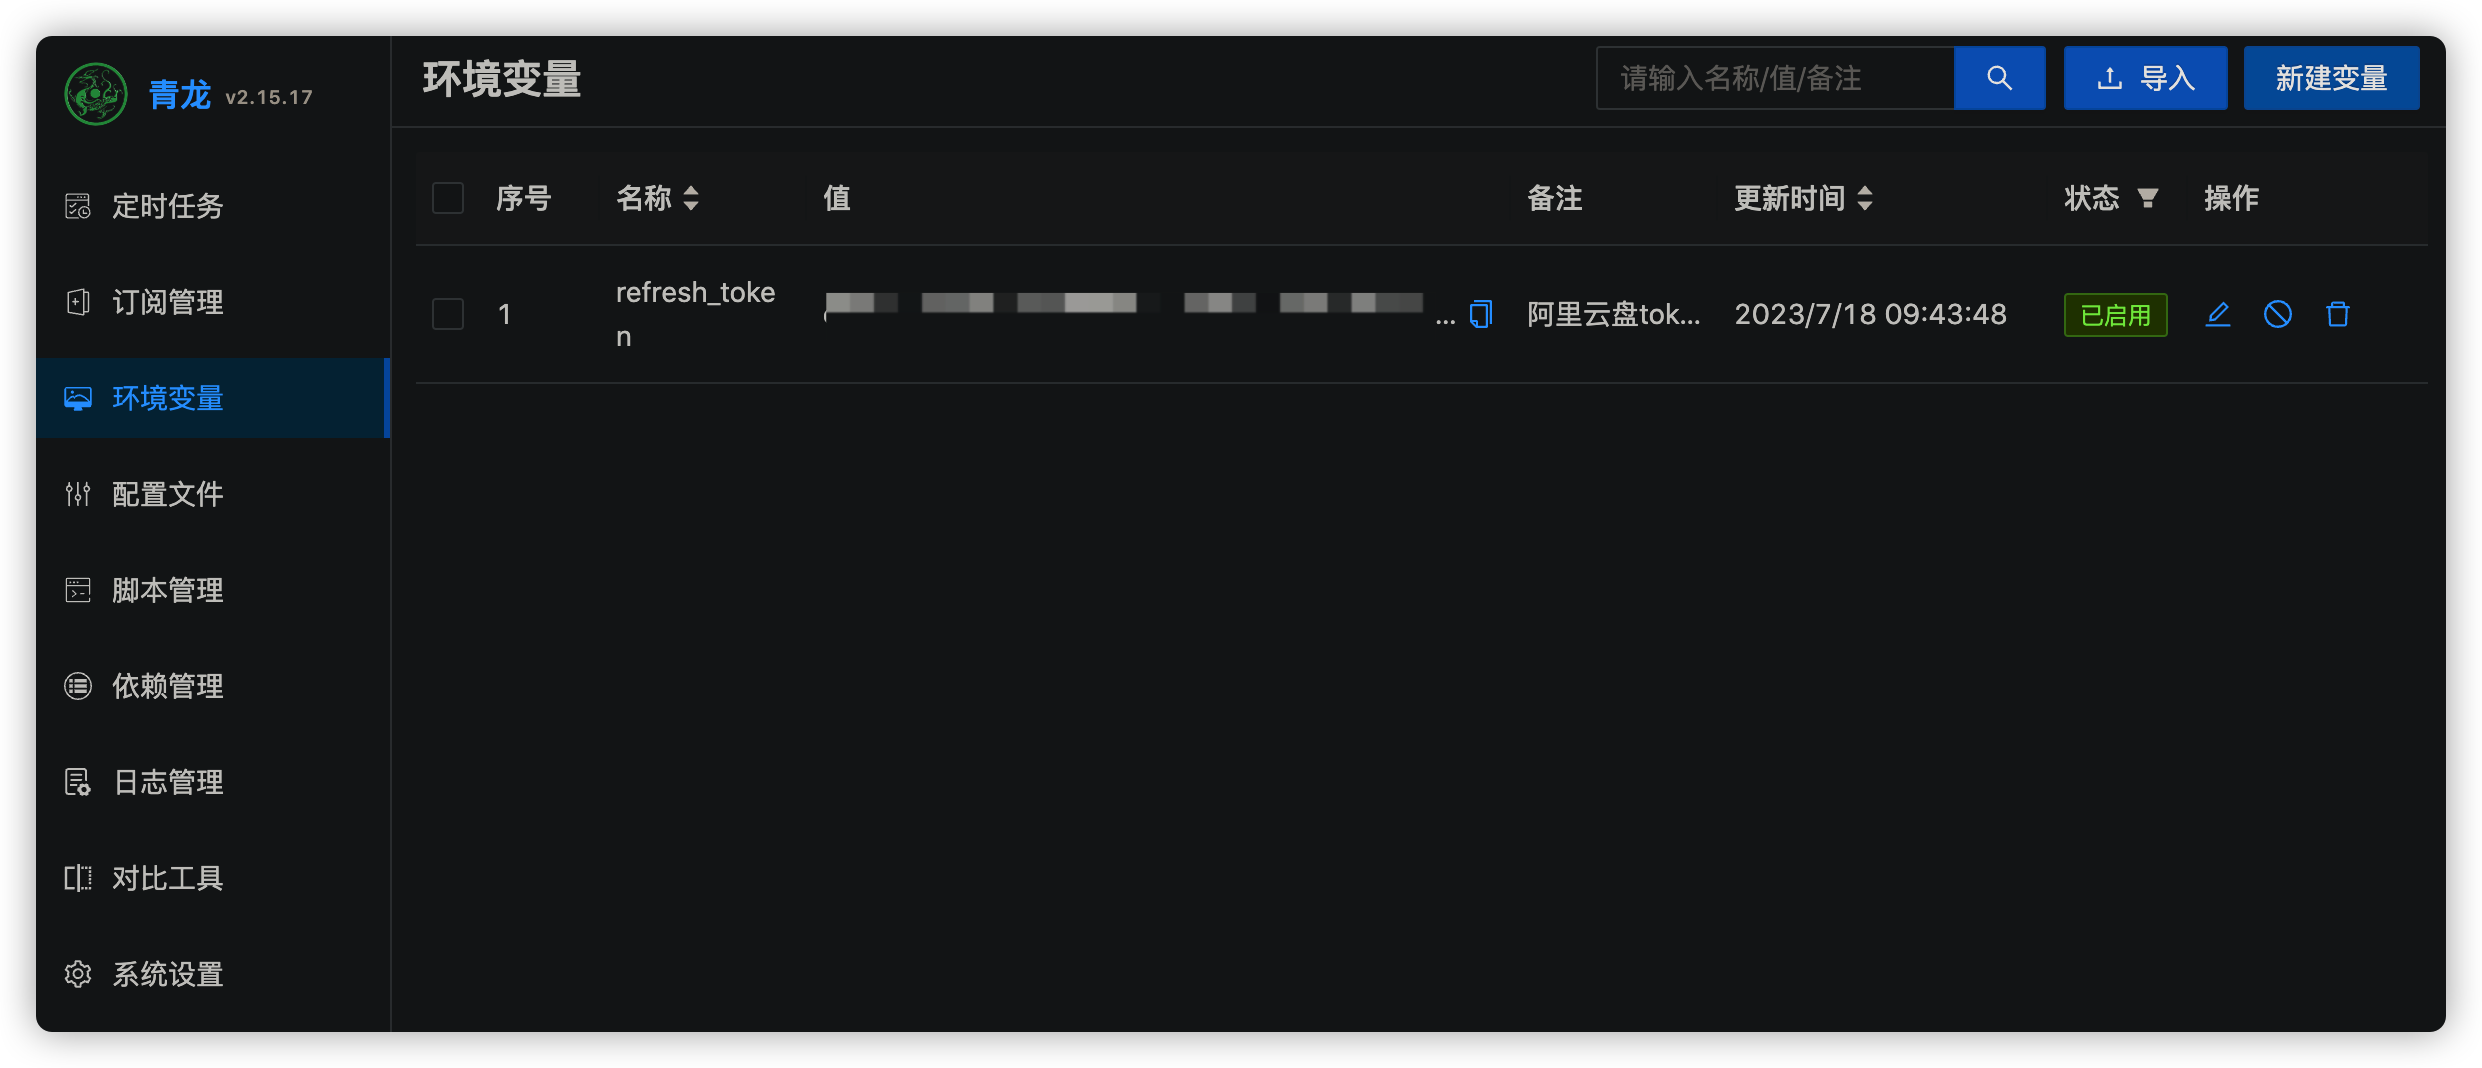 青龙 v2.15.17
定时任务
订阅管理
环境变量
配置文件
脚本管理
依赖管理
日志管理
对比工具
系统设置
环境变量
请输入名称/值/备注
导入
新建变量
序号 名称 值 备注 更新时间 状态 操作
1 refresh_toke
n
... 阿里云盘tok... 2023/7/18 09:43:48 已启用